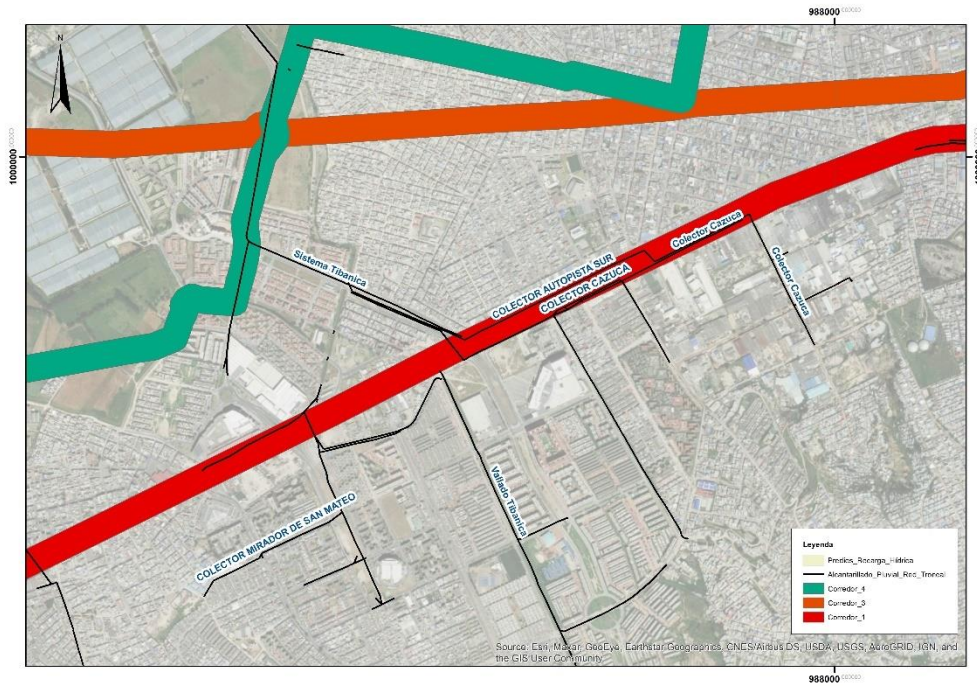 988000
N
1000000
Sistema Tibanica
COLECTOR AUTOPISTA SUR
COLECTOR CAZUCA
Colector Cazuca
Colector Cazuca
Vallado Tibanica
COLECTOR MIRADOR DE SAN MATEO
Leyenda
Predios_Recarga_Hídrica
Alcantarillado_Pluvial_Red_Troncal
Corredor_4
Corredor_3
Corredor_1
Source: Esri, Maxar, GeoEye, Earthstar Geographics, CNES/Airbus DS, USDA, USGS, AeroGRID, IGN, and
the GIS User Community
988000